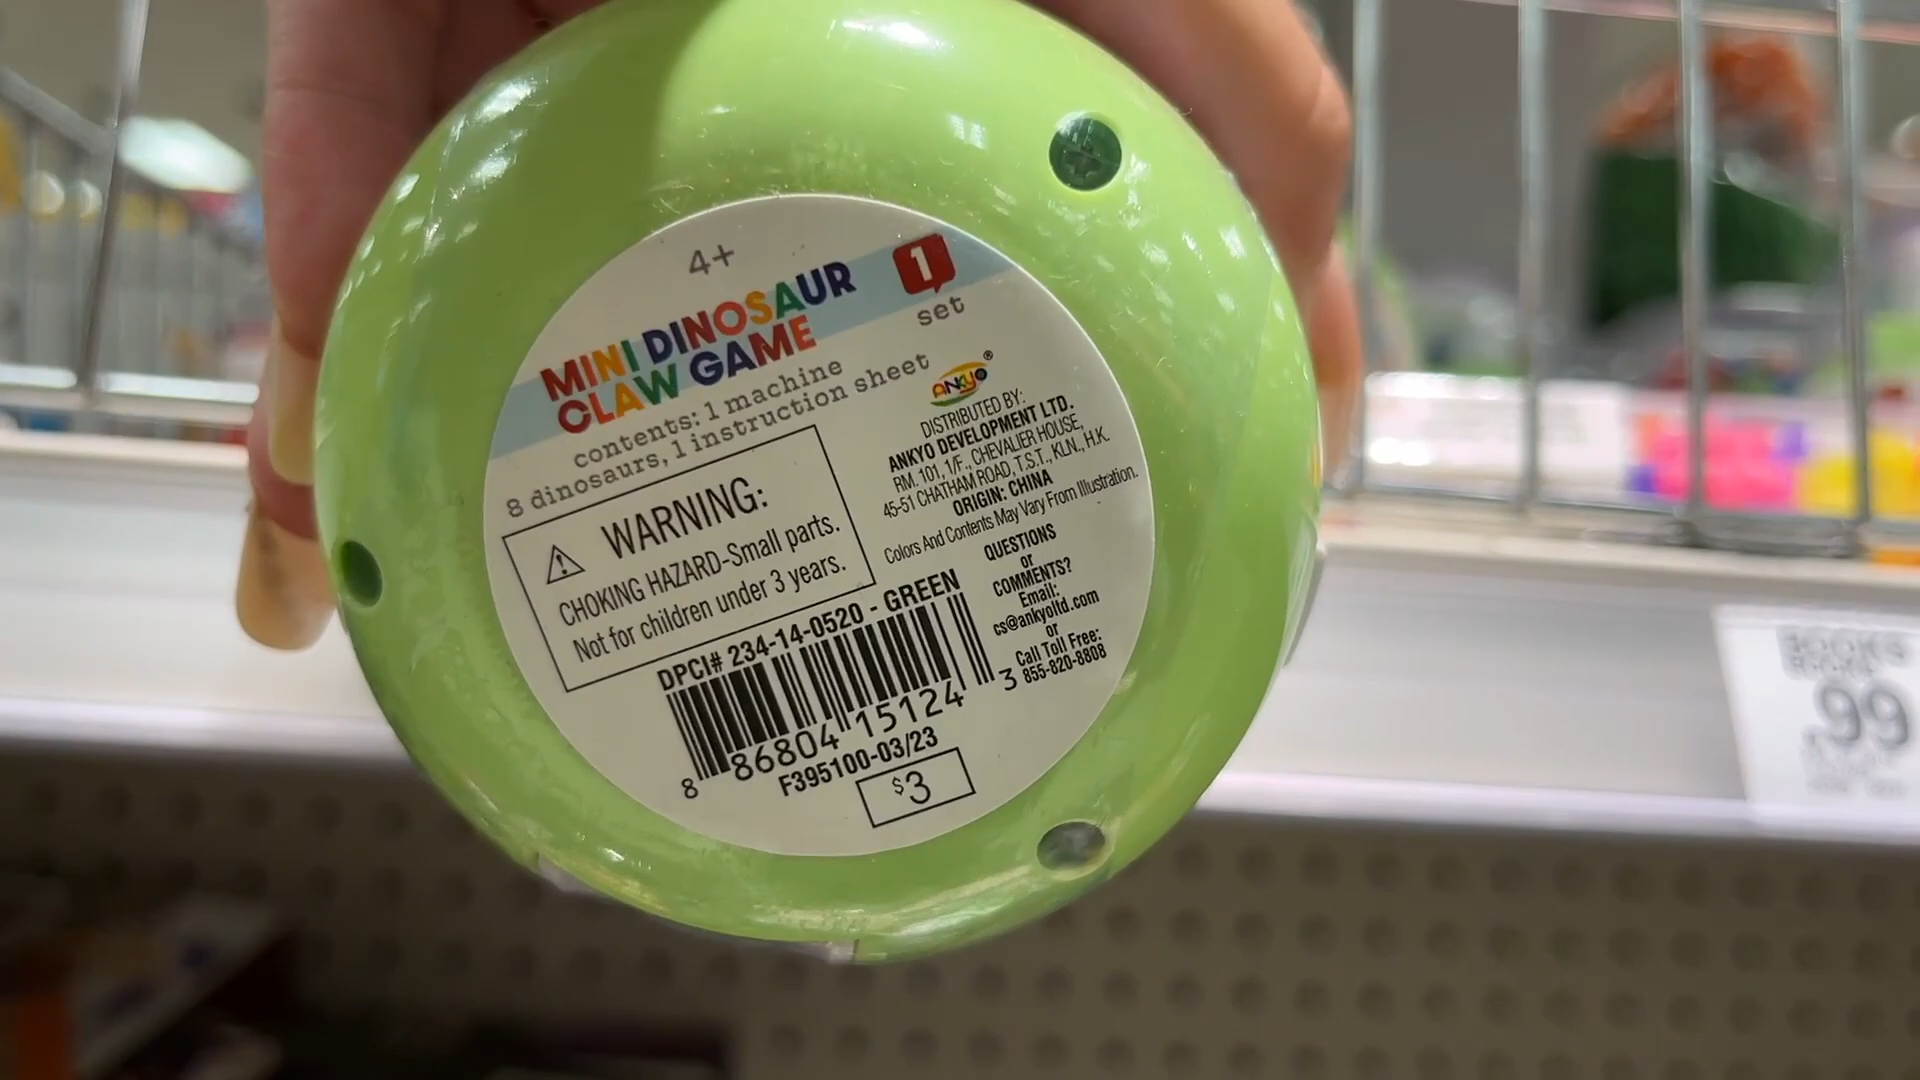 4+
MINI DINOSAUR
CLAW GAME
1
set
contents: 1 machine
8 dinosaurs, 1 instruction sheet
⚠ WARNING:
CHOKING HAZARD-Small parts.
Not for children under 3 years.
ANKYO®
DISTRIBUTED BY:
ANKYO DEVELOPMENT LTD.
RM. 101, 1/F., CHEVALIER HOUSE,
45-51 CHATHAM ROAD, T.S.T., KLN., H.K.
ORIGIN: CHINA
Colors And Contents May Vary From Illustration.
QUESTIONS
or
COMMENTS?
Email:
cs@ankyoltd.com
or
Call Toll Free:
855-820-8808
DPCI# 234-14-0520 - GREEN
8 86804 15124 3
F395100-03/23
$3
BOOKS
99